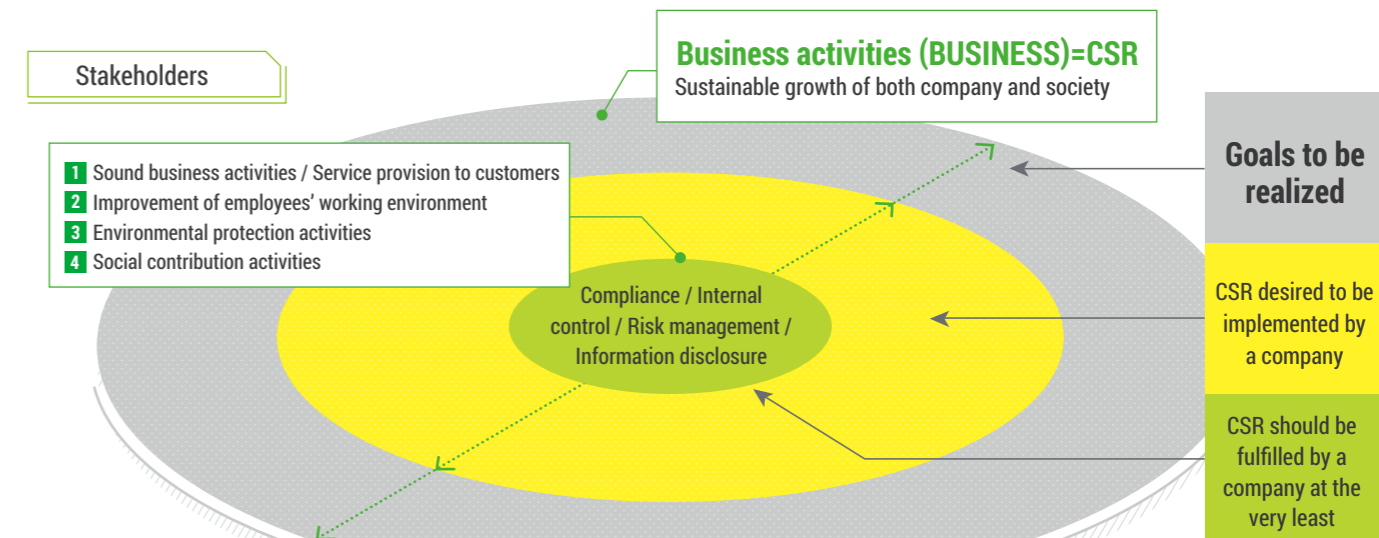 Stakeholders
Business activities (BUSINESS)=CSR
Sustainable growth of both company and society
1 Sound business activities / Service provision to customers
2 Improvement of employees' working environment
3 Environmental protection activities
4 Social contribution activities
Compliance / Internal
control / Risk management /
Information disclosure
Goals to be
realized
CSR desired to be
implemented by
a company
CSR should be
fulfilled by a
company at the
very least